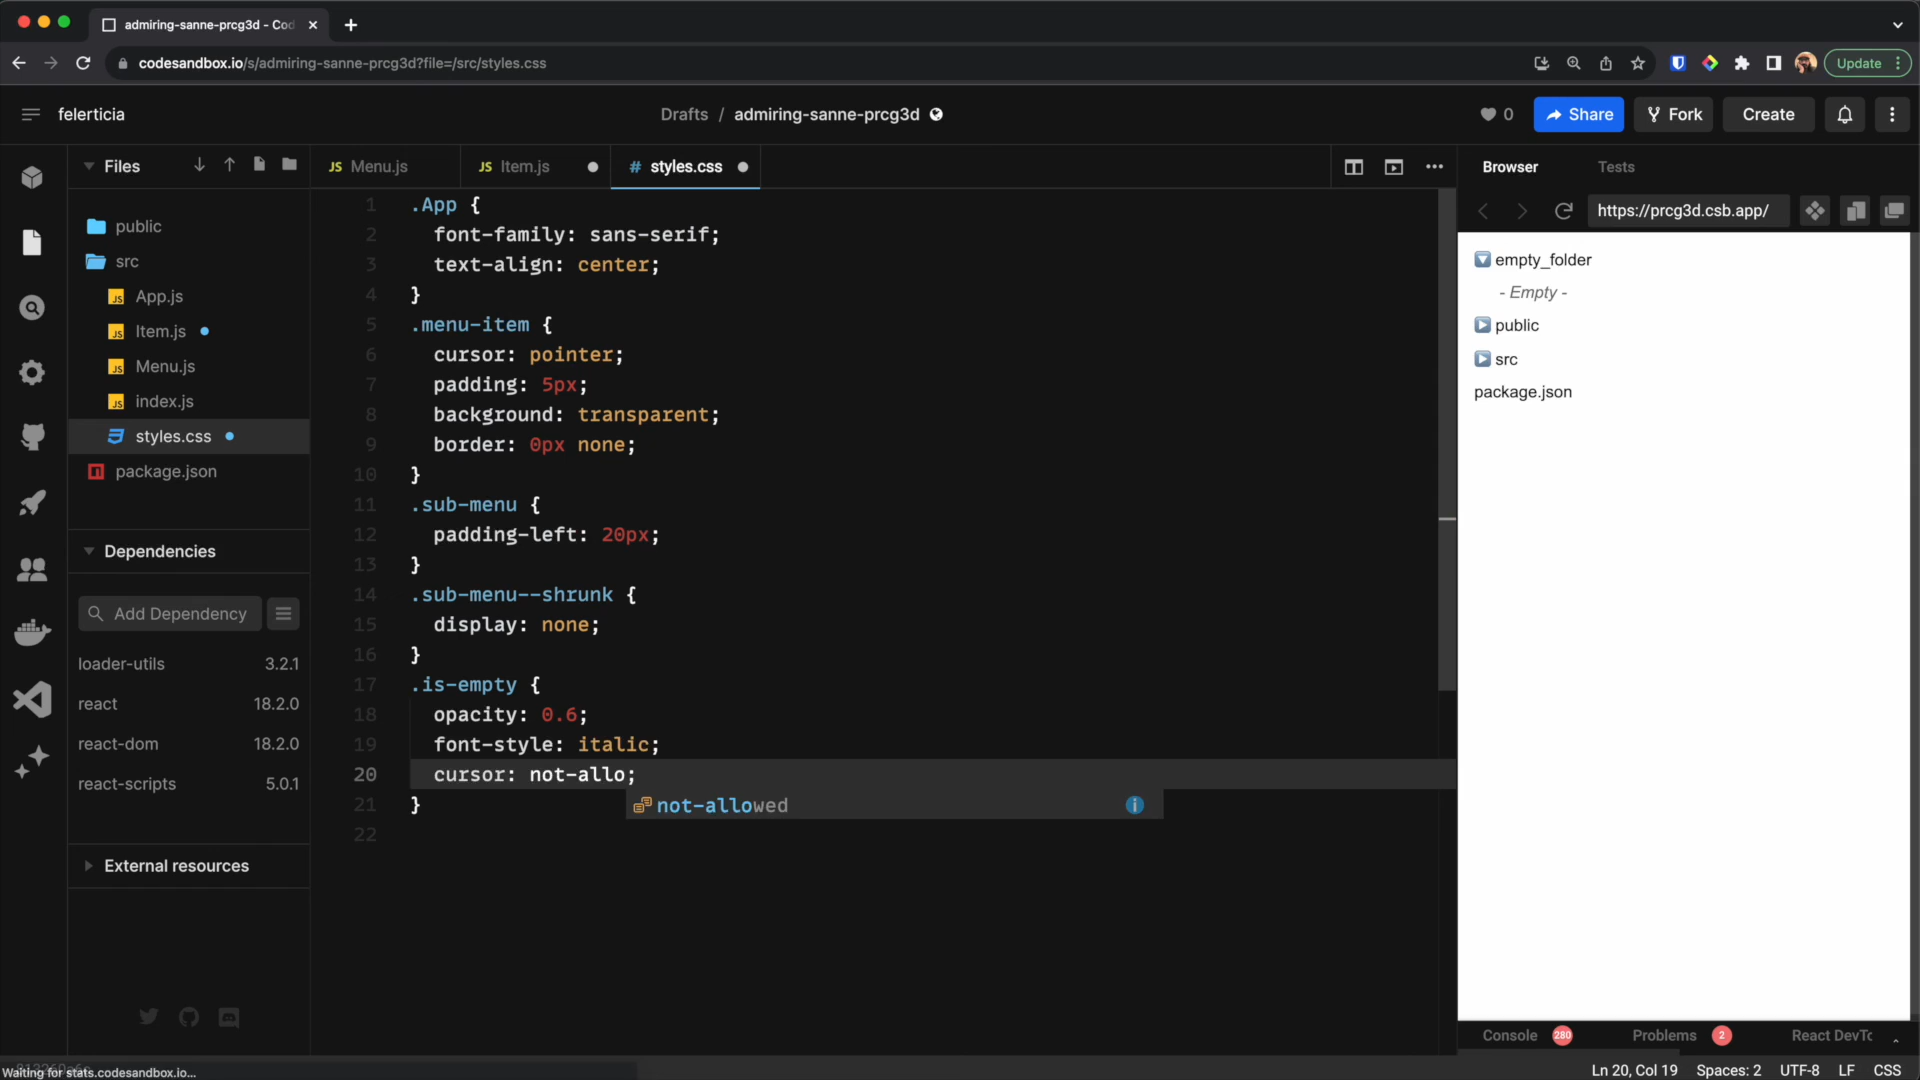 admiring-sanne-prcg3d - Cod
codesandbox.io/s/admiring-sanne-prcg3d?file=/src/styles.css
Update
felerticia
Drafts / admiring-sanne-prcg3d
0
Share
Fork
Create
Files
JS Menu.js
JS Item.js
# styles.css
Browser
Tests
https://prcg3d.csb.app/
public
src
JS App.js
JS Item.js
JS Menu.js
JS index.js
styles.css
package.json
Dependencies
Add Dependency
loader-utils 3.2.1
react 18.2.0
react-dom 18.2.0
react-scripts 5.0.1
External resources
1 .App {
2 font-family: sans-serif;
3 text-align: center;
4 }
5 .menu-item {
6 cursor: pointer;
7 padding: 5px;
8 background: transparent;
9 border: 0px none;
10 }
11 .sub-menu {
12 padding-left: 20px;
13 }
14 .sub-menu--shrunk {
15 display: none;
16 }
17 .is-empty {
18 opacity: 0.6;
19 font-style: italic;
20 cursor: not-allo;
21 }
not-allowed
22
empty_folder
- Empty -
public
src
package.json
Console 280
Problems 2
React DevTo
Waiting for stats.codesandbox.io...
Ln 20, Col 19
Spaces: 2
UTF-8
LF
CSS